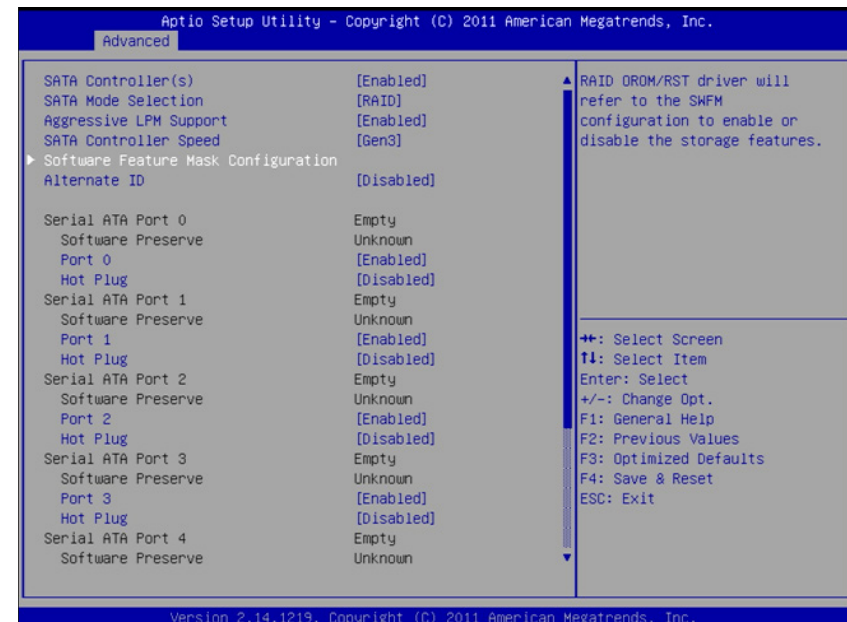 Aptio Setup Utility – Copyright (C) 2011 American Megatrends, Inc.
Advanced
SATA Controller(s) [Enabled]
SATA Mode Selection [RAID]
Aggressive LPM Support [Enabled]
SATA Controller Speed [Gen3]
▶ Software Feature Mask Configuration
Alternate ID [Disabled]
Serial ATA Port 0 Empty
Software Preserve Unknown
Port 0 [Enabled]
Hot Plug [Disabled]
Serial ATA Port 1 Empty
Software Preserve Unknown
Port 1 [Enabled]
Hot Plug [Disabled]
Serial ATA Port 2 Empty
Software Preserve Unknown
Port 2 [Enabled]
Hot Plug [Disabled]
Serial ATA Port 3 Empty
Software Preserve Unknown
Port 3 [Enabled]
Hot Plug [Disabled]
Serial ATA Port 4 Empty
Software Preserve Unknown
RAID OROM/RST driver will
refer to the SWFM
configuration to enable or
disable the storage features.
→←: Select Screen
↑↓: Select Item
Enter: Select
+/-: Change Opt.
F1: General Help
F2: Previous Values
F3: Optimized Defaults
F4: Save & Reset
ESC: Exit
Version 2.14.1219. Copyright (C) 2011 American Megatrends, Inc.